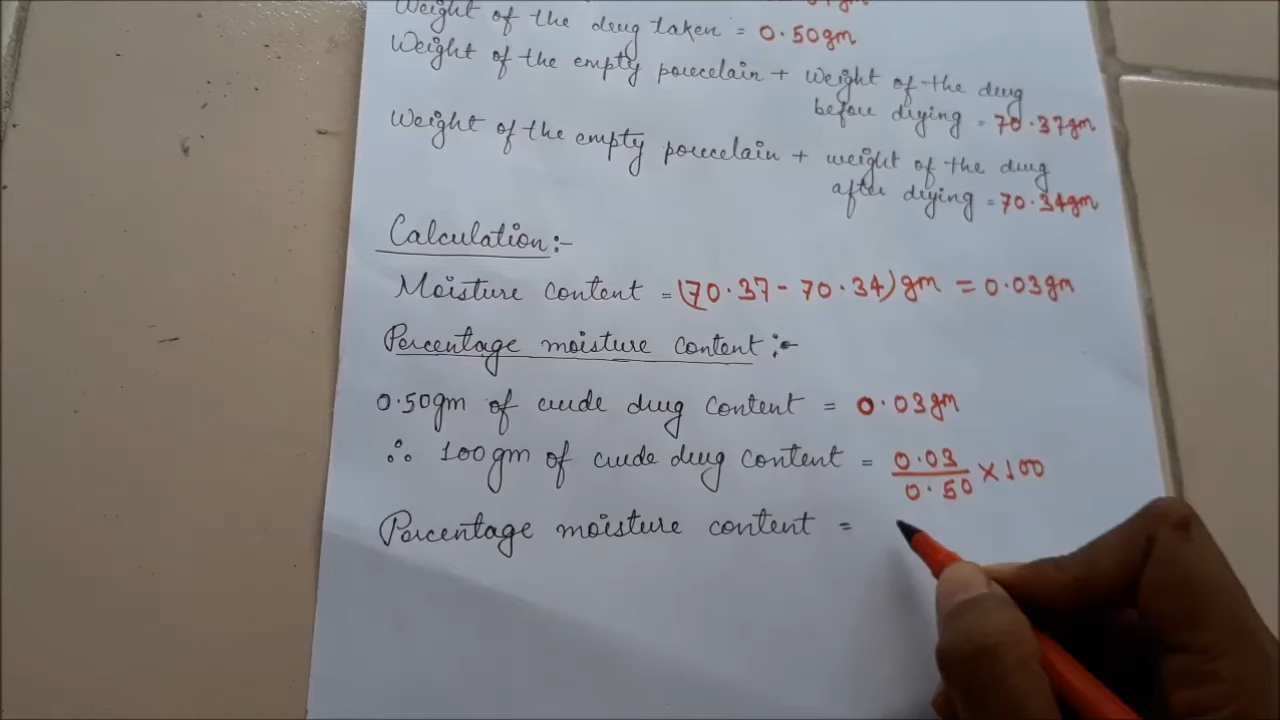 Weight of the drug taken = 0.50gm
Weight of the empty porcelain + weight of the drug
before drying = 70.37gm
Weight of the empty porcelain + weight of the drug
after drying = 70.34gm
Calculation:-
Moisture content = (70.37 - 70.34) gm = 0.03gm
Percentage moisture content :-
0.50gm of crude drug content = 0.03gm
∴ 100gm of crude drug content = 0.03/0.50 × 100
Percentage moisture content =